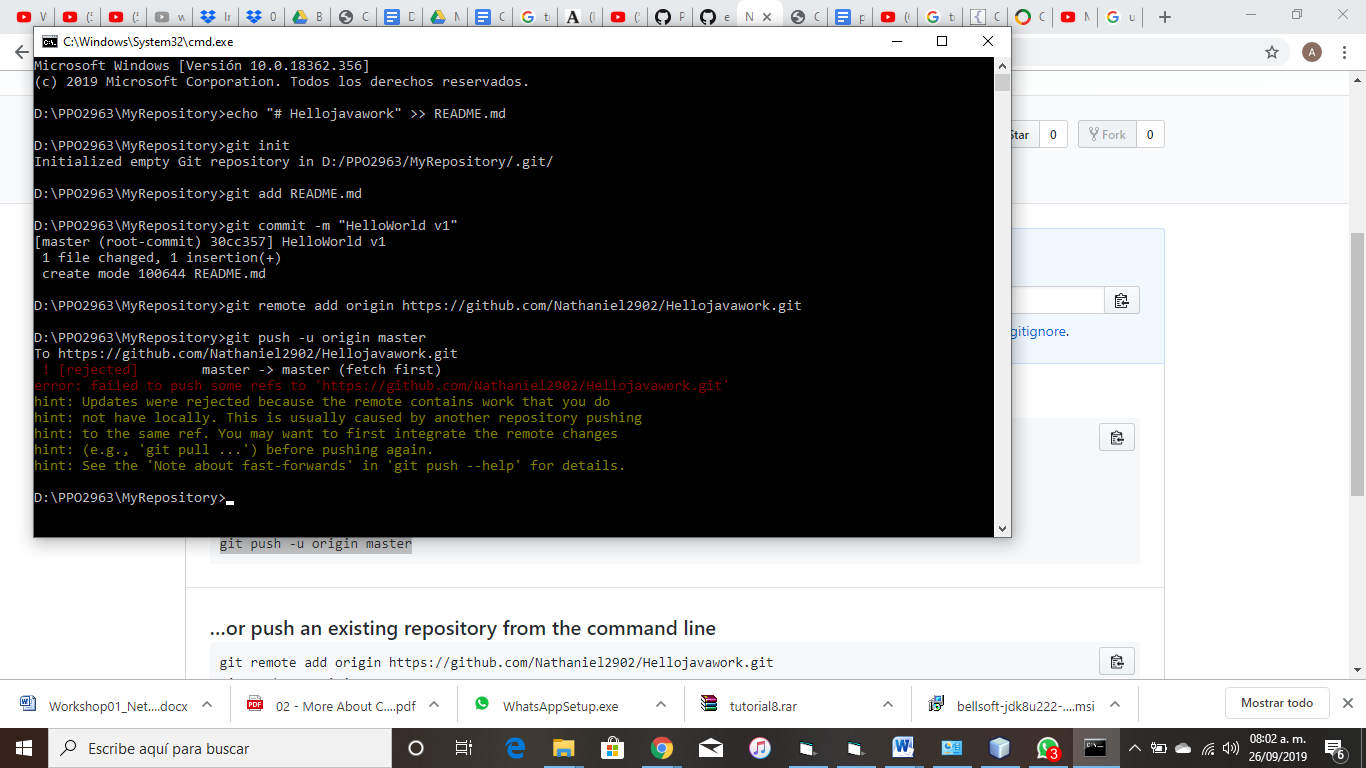 C:\Windows\System32\cmd.exe
Microsoft Windows [Versión 10.0.18362.356]
(c) 2019 Microsoft Corporation. Todos los derechos reservados.
D:\PPO2963\MyRepository>echo "# Hellojavawork" >> README.md
D:\PPO2963\MyRepository>git init
Initialized empty Git repository in D:/PPO2963/MyRepository/.git/
D:\PPO2963\MyRepository>git add README.md
D:\PPO2963\MyRepository>git commit -m "HelloWorld v1"
[master (root-commit) 30cc357] HelloWorld v1
1 file changed, 1 insertion(+)
create mode 100644 README.md
D:\PPO2963\MyRepository>git remote add origin https://github.com/Nathaniel2902/Hellojavawork.git
D:\PPO2963\MyRepository>git push -u origin master
To https://github.com/Nathaniel2902/Hellojavawork.git
! [rejected] master -> master (fetch first)
error: failed to push some refs to 'https://github.com/Nathaniel2902/Hellojavawork.git'
hint: Updates were rejected because the remote contains work that you do
hint: not have locally. This is usually caused by another repository pushing
hint: to the same ref. You may want to first integrate the remote changes
hint: (e.g., 'git pull ...') before pushing again.
hint: See the 'Note about fast-forwards' in 'git push --help' for details.
D:\PPO2963\MyRepository>
A
Star 0 Fork 0
gitignore.
git push -u origin master
...or push an existing repository from the command line
git remote add origin https://github.com/Nathaniel2902/Hellojavawork.git
Workshop01_Net....docx 02 - More About C....pdf WhatsAppSetup.exe tutorial8.rar bellsoft-jdk8u222-....msi Mostrar todo
Escribe aquí para buscar
3
08:02 a. m.
26/09/2019
6